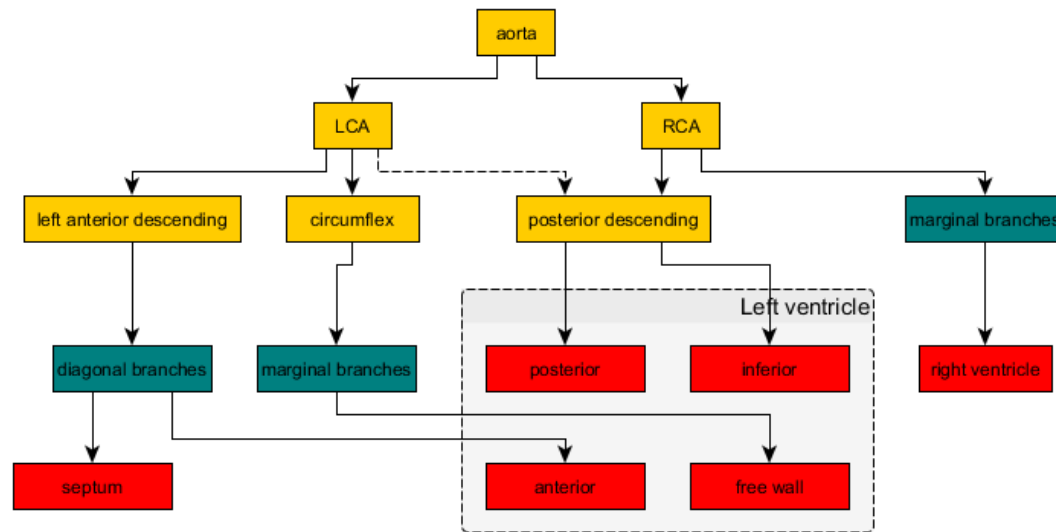 aorta
LCA
RCA
left anterior descending
circumflex
posterior descending
marginal branches
Left ventricle
diagonal branches
marginal branches
posterior
inferior
right ventricle
septum
anterior
free wall